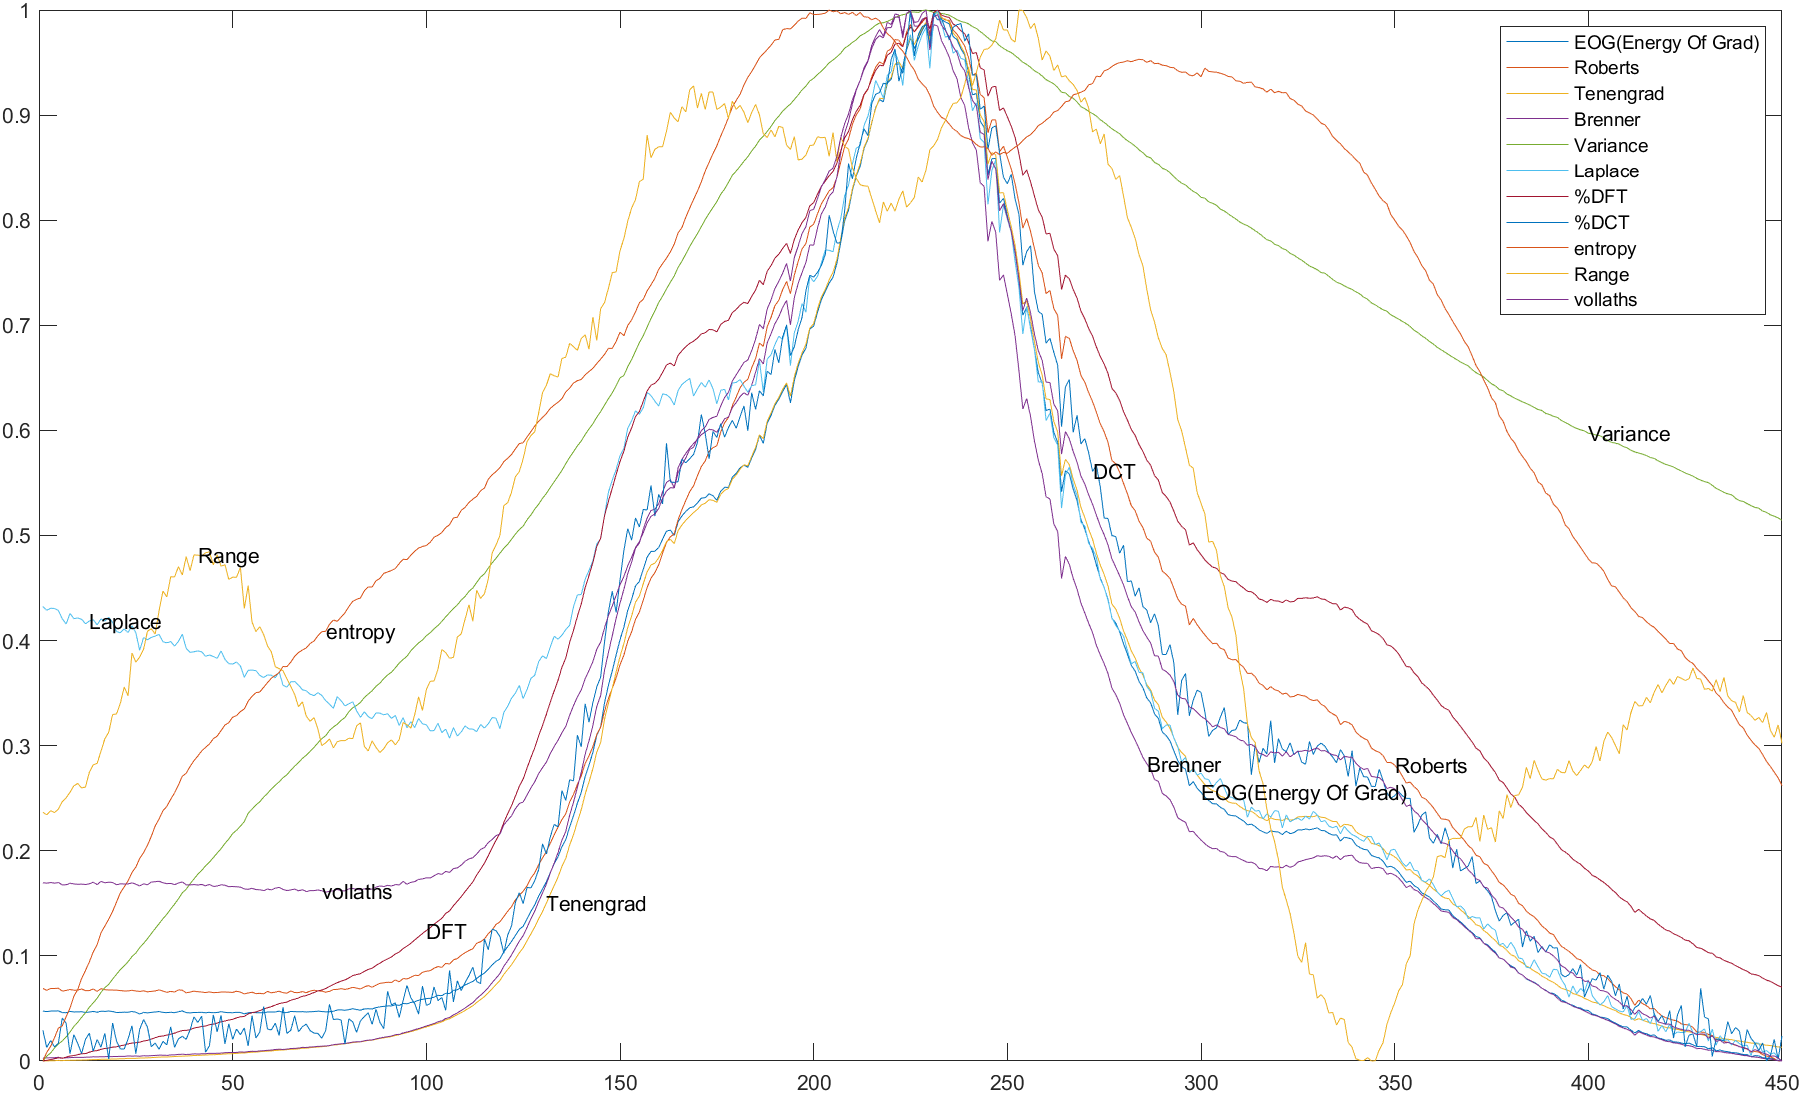 1
0.9
0.8
0.7
0.6
0.5
0.4
0.3
0.2
0.1
0
0 50 100 150 200 250 300 350 400 450
EOG(Energy Of Grad)
Roberts
Tenengrad
Brenner
Variance
Laplace
%DFT
%DCT
entropy
Range
vollaths
Variance
DCT
Range
Laplace
entropy
Brenner
Roberts
EOG(Energy Of Grad)
vollaths
Tenengrad
DFT